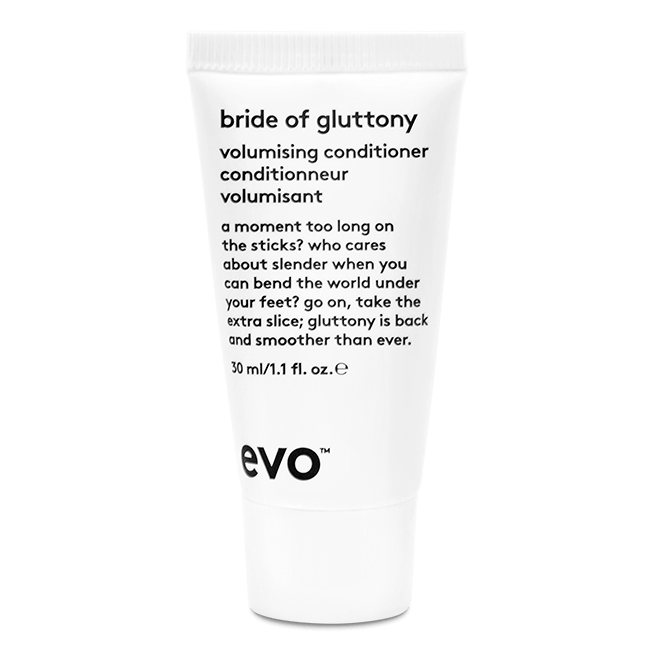 bride of gluttony
volumising conditioner
conditionneur
volumisant
a moment too long on
the sticks? who cares
about slender when you
can bend the world under
your feet? go on, take the
extra slice; gluttony is back
and smoother than ever.
30 ml/1.1 fl. oz.℮
evo™